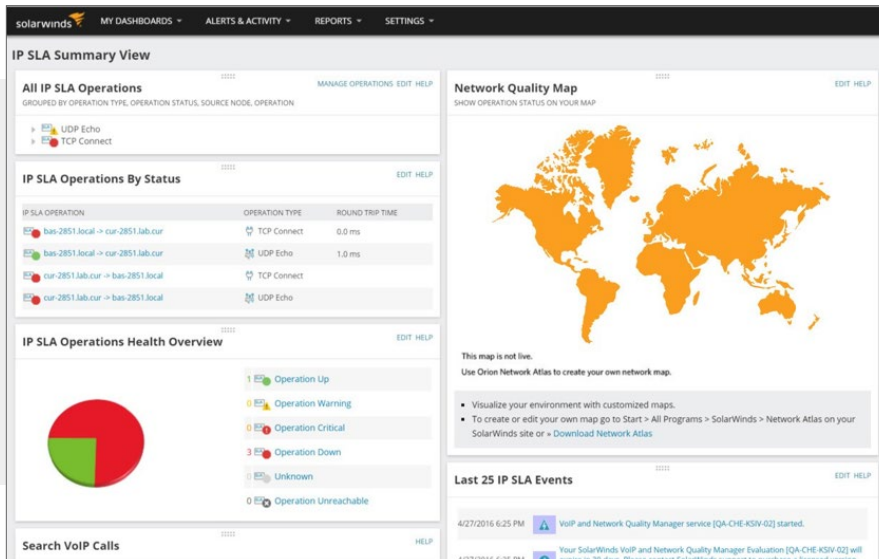 solarwinds MY DASHBOARDS ALERTS & ACTIVITY REPORTS SETTINGS
IP SLA Summary View
All IP SLA Operations MANAGE OPERATIONS EDIT HELP
GROUPED BY OPERATION TYPE, OPERATION STATUS, SOURCE NODE, OPERATION
UDP Echo
TCP Connect
IP SLA Operations By Status EDIT HELP
IP SLA OPERATION OPERATION TYPE ROUND TRIP TIME
bas-2851.local -> cur-2851.lab.cur TCP Connect 0.0 ms
bas-2851.local -> cur-2851.lab.cur UDP Echo 1.0 ms
cur-2851.lab.cur -> bas-2851.local TCP Connect
cur-2851.lab.cur -> bas-2851.local UDP Echo
IP SLA Operations Health Overview EDIT HELP
1 Operation Up
0 Operation Warning
0 Operation Critical
3 Operation Down
0 Unknown
0 Operation Unreachable
Search VoIP Calls HELP
Network Quality Map EDIT HELP
SHOW OPERATION STATUS ON YOUR MAP
This map is not live.
Use Orion Network Atlas to create your own network map.
Visualize your environment with customized maps.
To create or edit your own map go to Start > All Programs > SolarWinds > Network Atlas on your
SolarWinds site or » Download Network Atlas
Last 25 IP SLA Events EDIT HELP
4/27/2016 6:25 PM VoIP and Network Quality Manager service [QA-CHE-KSIV-02] started.
Your SolarWinds VoIP and Network Quality Manager Evaluation [QA-CHE-KSIV-02] will
4/27/2016 6:25 PM